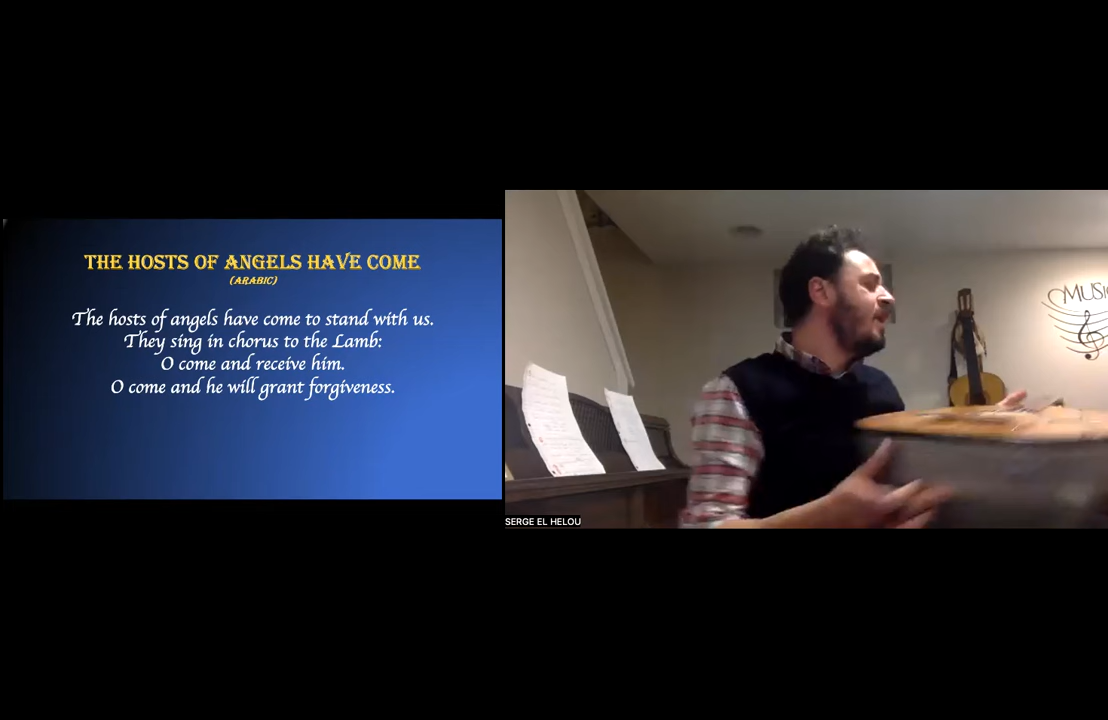 THE HOSTS OF ANGELS HAVE COME
(ARABIC)
The hosts of angels have come to stand with us.
They sing in chorus to the Lamb:
O come and receive him.
O come and he will grant forgiveness.
SERGE EL HELOU